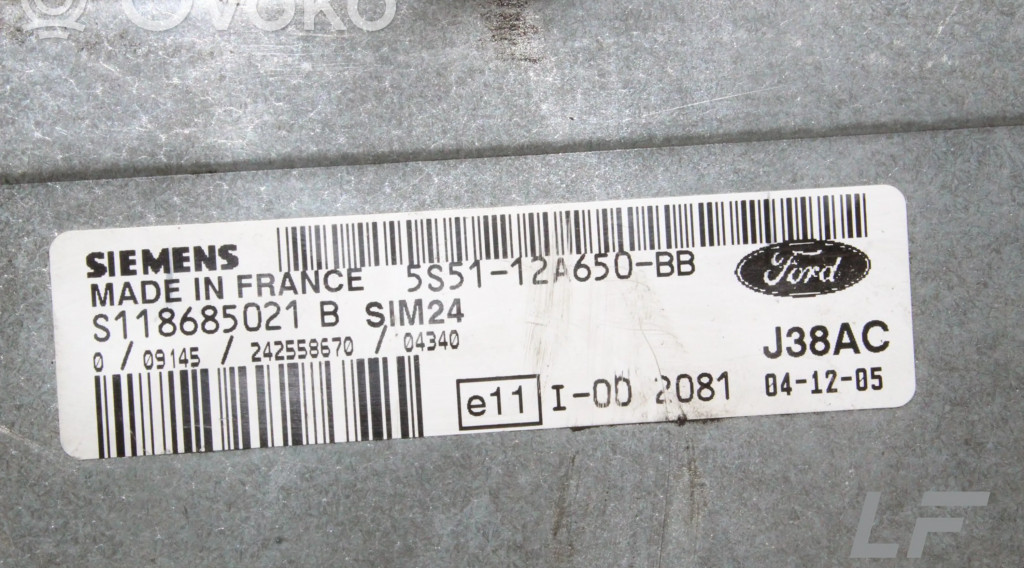 OVOKO
SIEMENS
MADE IN FRANCE 5S51-12A650-BB Ford
S118685021 B SIM24
0 / 09145 / 242558670 / 04340 J38AC
e11 I-00 2081 04-12-05
LF